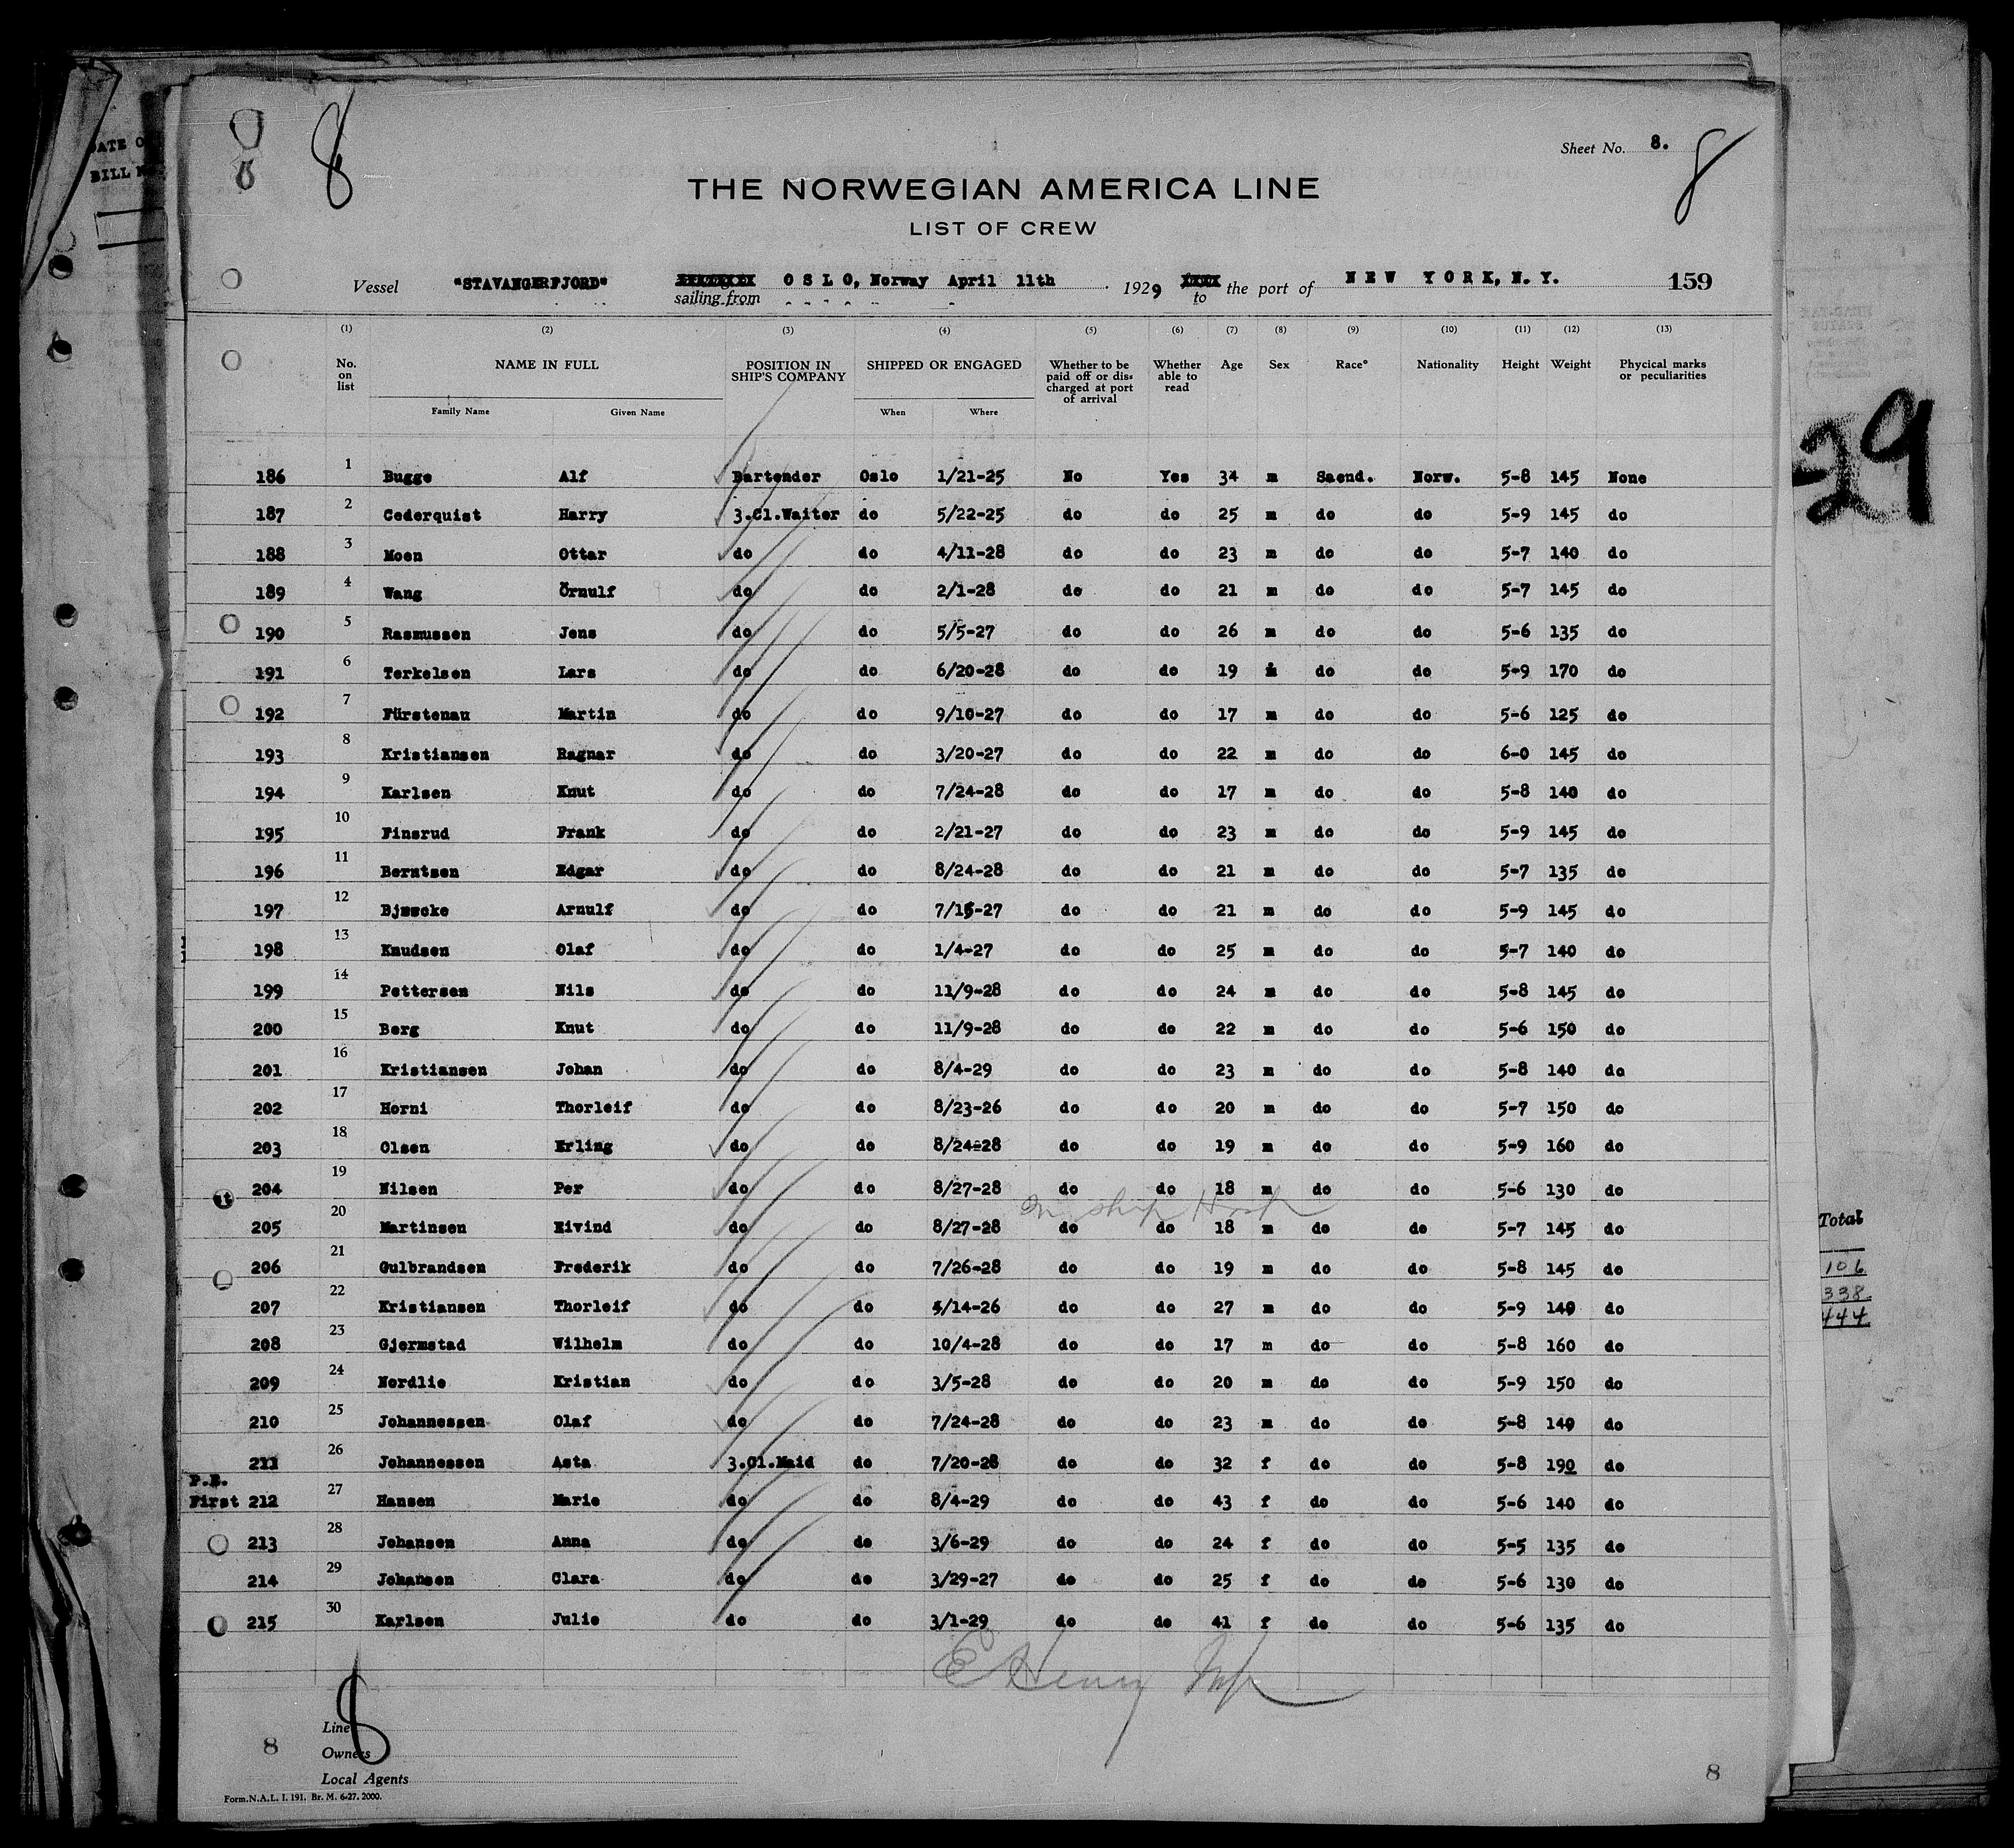 DATE O
BILL N
8
8
8
Sheet No. 8.
8
THE NORWEGIAN AMERICA LINE
LIST OF CREW
Vessel "STAVANGERFJORD" sailing from OSLO, Norway April 11th 1929 to the port of NEW YORK, N.Y. 159
(1) (2) (3) (4) (5) (6) (7) (8) (9) (10) (11) (12) (13)
No. on list NAME IN FULL POSITION IN SHIP'S COMPANY SHIPPED OR ENGAGED Whether to be paid off or discharged at port of arrival Whether able to read Age Sex Race* Nationality Height Weight Phycical marks or peculiarities
Family Name Given Name When Where
186 1 Bugge Alf Bartender Oslo 1/21-25 No Yes 34 m Scand. Norw. 5-8 145 None
187 2 Cederquist Harry 3.Cl.Waiter do 5/22-25 do do 25 m do do 5-9 145 do
188 3 Moen Ottar do do 4/11-28 do do 23 m do do 5-7 140 do
189 4 Wang Örnulf do do 2/1-28 do do 21 m do do 5-7 145 do
190 5 Rasmussen Jens do do 5/5-27 do do 26 m do do 5-6 135 do
191 6 Terkelsen Lars do do 6/20-28 do do 19 m do do 5-9 170 do
192 7 Fürstenau Martin do do 9/10-27 do do 17 m do do 5-6 125 do
193 8 Kristiansen Ragnar do do 3/20-27 do do 22 m do do 6-0 145 do
194 9 Karlsen Knut do do 7/24-28 do do 17 m do do 5-8 140 do
195 10 Finsrud Frank do do 2/21-27 do do 23 m do do 5-9 145 do
196 11 Berntsen Edgar do do 8/24-28 do do 21 m do do 5-7 135 do
197 12 Arnulf do do 7/15-27 do do 21 m do do 5-9 145 do
198 13 Knudsen Olaf do do 1/4-27 do do 25 m do do 5-7 140 do
199 14 Pettersen Nils do do 11/9-28 do do 24 m do do 5-8 145 do
200 15 Berg Knut do do 11/9-28 do do 22 m do do 5-6 150 do
201 16 Kristiansen Johan do do 8/4-29 do do 23 m do do 5-8 140 do
202 17 Horni Thorleif do do 8/23-26 do do 20 m do do 5-7 150 do
203 18 Olsen Erling do do 8/24-28 do do 19 m do do 5-9 160 do
204 19 Nilsen Per do do 8/27-28 do do 18 m do do 5-6 130 do
In ship Hosp
205 20 Martinsen Eivind do do 8/27-28 do do 18 m do do 5-7 145 do
206 21 Gulbrandsen Frederik do do 7/26-28 do do 19 m do do 5-8 145 do
207 22 Kristiansen Thorleif do do 4/14-26 do do 27 m do do 5-9 140 do
208 23 Gjermstad Wilhelm do do 10/4-28 do do 17 m do do 5-8 160 do
209 24 Nordlie Kristian do do 3/5-28 do do 20 m do do 5-9 150 do
210 25 Johannessen Olaf do do 7/24-28 do do 23 m do do 5-8 140 do
211 26 Johannessen Asta 3.Cl.Maid do 7/20-28 do do 32 f do do 5-8 190 do
P.E.
First 212 27 Hansen Marie do do 8/4-29 do do 43 f do do 5-6 140 do
213 28 Johansen Anna do do 3/6-29 do do 24 f do do 5-5 135 do
214 29 Johansen Clara do do 3/29-27 do do 25 f do do 5-6 130 do
215 30 Karlsen Julie do do 3/1-29 do do 41 f do do 5-6 135 do
E Henry
8
Line
Owners
Local Agents
8
8
Form.N.A.L. I. 191. Br. M. 6-27. 2000.
29
Total
106
338
444